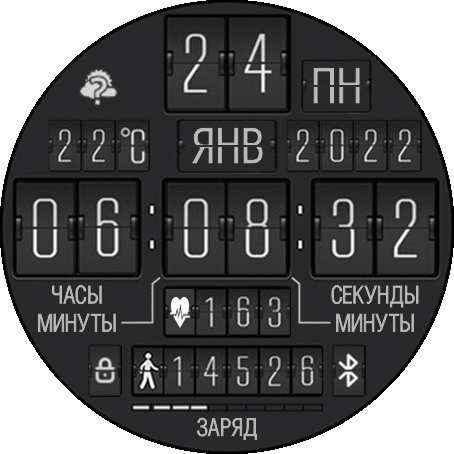 24 ПН
?
22°C ЯНВ 2022
06 : 08 : 32
ЧАСЫ СЕКУНДЫ
МИНУТЫ 163 МИНУТЫ
14526
ЗАРЯД